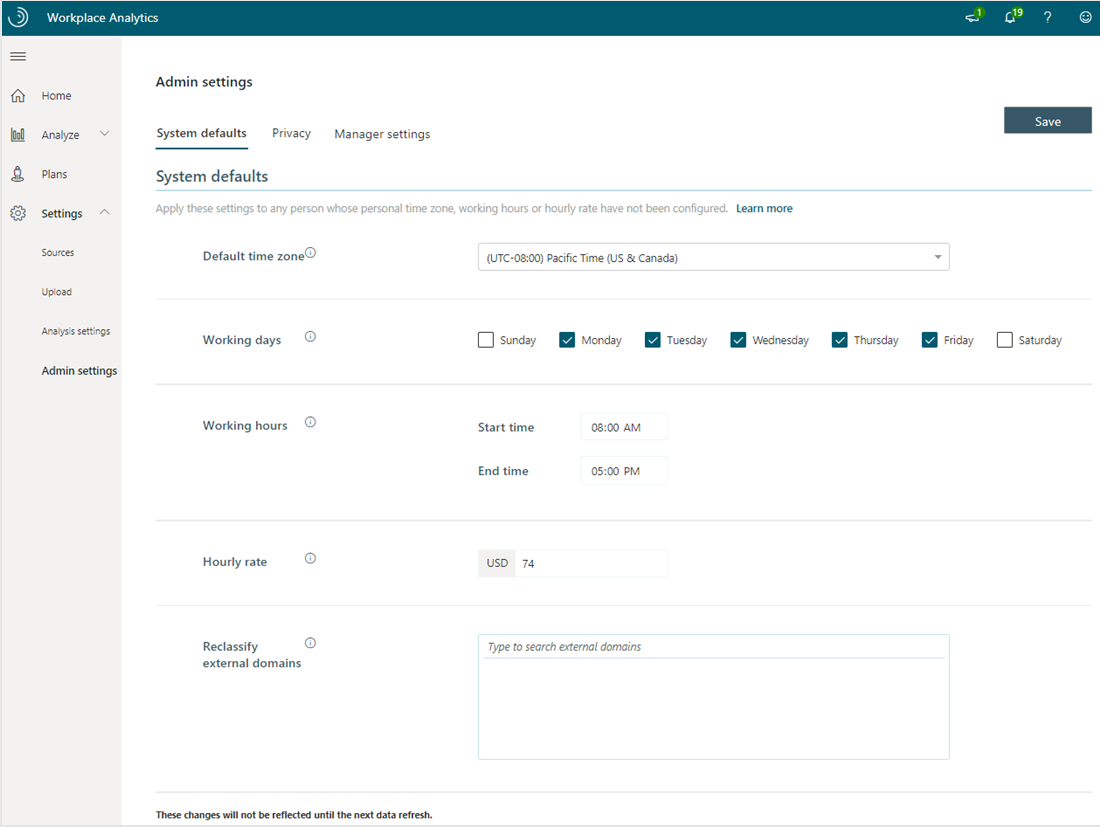 Workplace Analytics
1
19
?
Home
Analyze
Plans
Settings
Sources
Upload
Analysis settings
Admin settings
Admin settings
System defaults
Privacy
Manager settings
Save
System defaults
Apply these settings to any person whose personal time zone, working hours or hourly rate have not been configured. Learn more
Default time zone
(UTC-08:00) Pacific Time (US & Canada)
Working days
Sunday
Monday
Tuesday
Wednesday
Thursday
Friday
Saturday
Working hours
Start time
08:00 AM
End time
05:00 PM
Hourly rate
USD
74
Reclassify
external domains
Type to search external domains
These changes will not be reflected until the next data refresh.